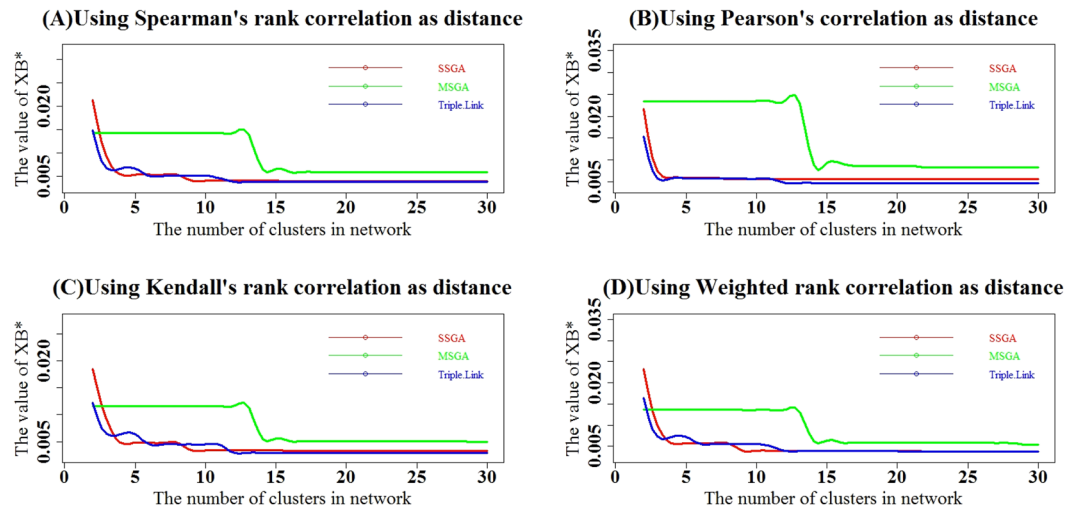 (A)Using Spearman's rank correlation as distance
The value of XB*
0.005 0.020
SSGA
MSGA
Triple.Link
0 5 10 15 20 25 30
The number of clusters in network
(B)Using Pearson's correlation as distance
The value of XB*
0.005 0.020 0.035
SSGA
MSGA
Triple.Link
0 5 10 15 20 25 30
The number of clusters in network
(C)Using Kendall's rank correlation as distance
The value of XB*
0.005 0.020
SSGA
MSGA
Triple.Link
0 5 10 15 20 25 30
The number of clusters in network
(D)Using Weighted rank correlation as distance
The value of XB*
0.005 0.020 0.035
SSGA
MSGA
Triple.Link
0 5 10 15 20 25 30
The number of clusters in network